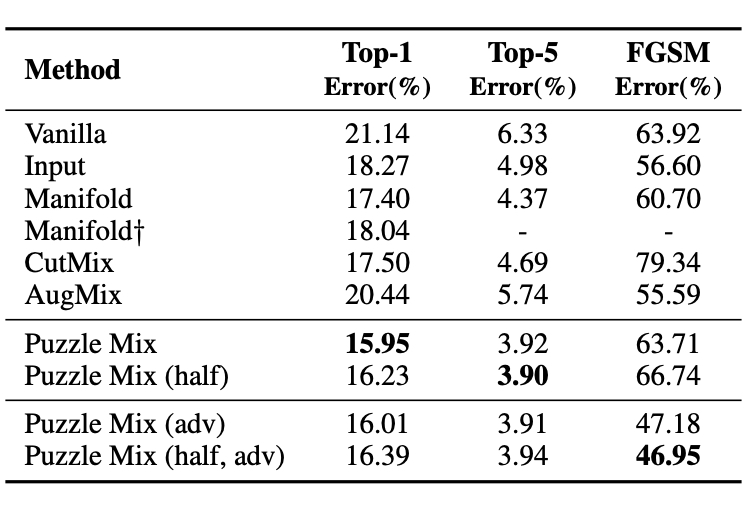 Method Top-1 Error(%) Top-5 Error(%) FGSM Error(%)
Vanilla 21.14 6.33 63.92
Input 18.27 4.98 56.60
Manifold 17.40 4.37 60.70
Manifold† 18.04 - -
CutMix 17.50 4.69 79.34
AugMix 20.44 5.74 55.59
Puzzle Mix 15.95 3.92 63.71
Puzzle Mix (half) 16.23 3.90 66.74
Puzzle Mix (adv) 16.01 3.91 47.18
Puzzle Mix (half, adv) 16.39 3.94 46.95